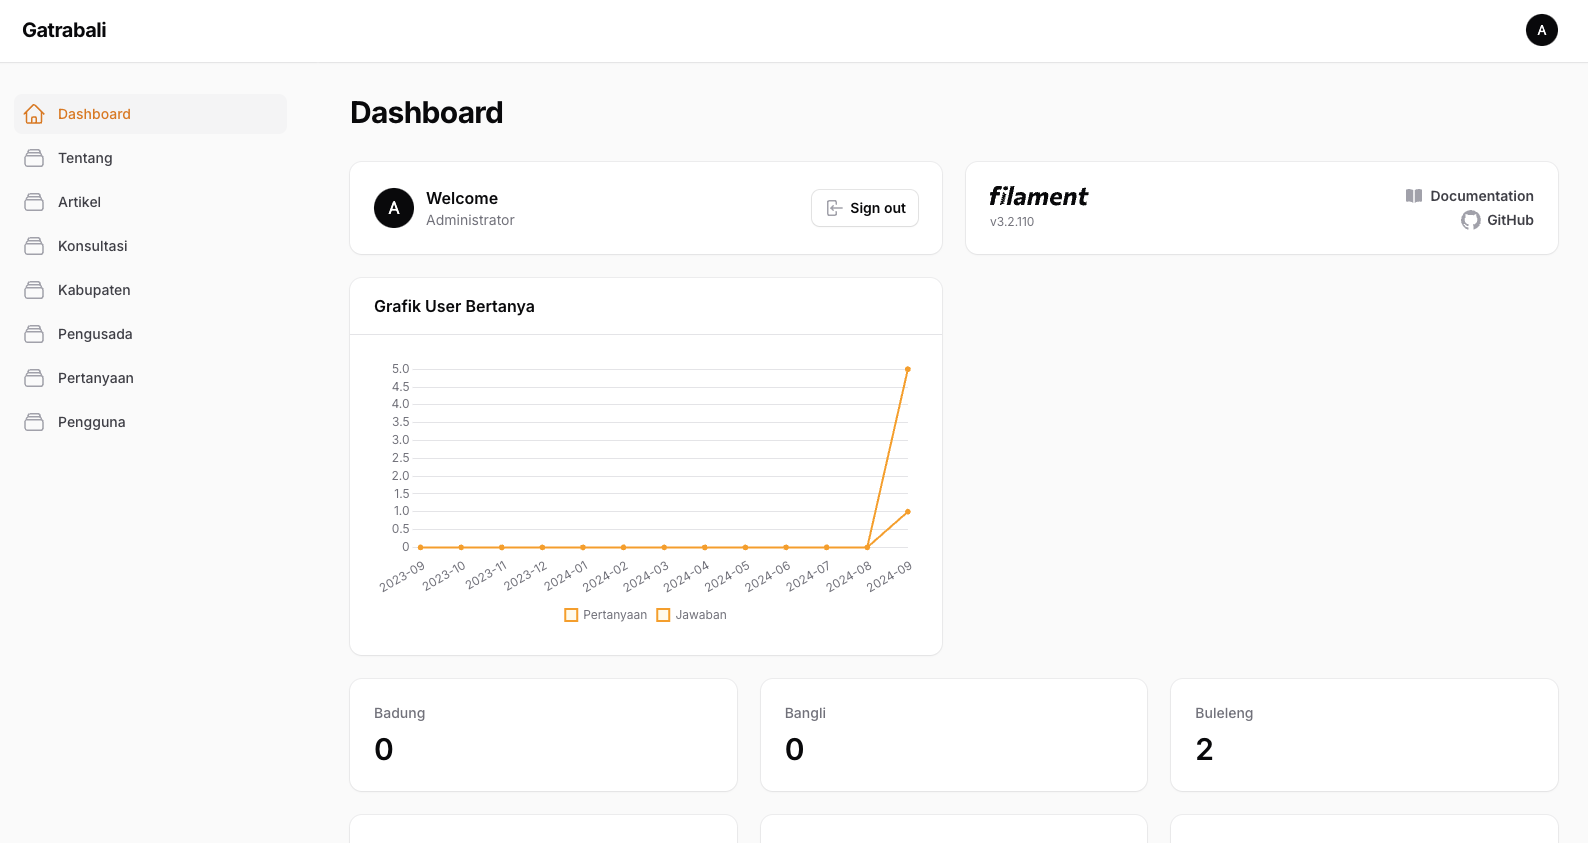 Gatrabali
A
Dashboard
Tentang
Artikel
Konsultasi
Kabupaten
Pengusada
Pertanyaan
Pengguna
Dashboard
A
Welcome
Administrator
Sign out
filament
v3.2.110
Documentation
GitHub
Grafik User Bertanya
5.0
4.5
4.0
3.5
3.0
2.5
2.0
1.5
1.0
0.5
0
2023-09
2023-10
2023-11
2023-12
2024-01
2024-02
2024-03
2024-04
2024-05
2024-06
2024-07
2024-08
2024-09
Pertanyaan
Jawaban
Badung
0
Bangli
0
Buleleng
2